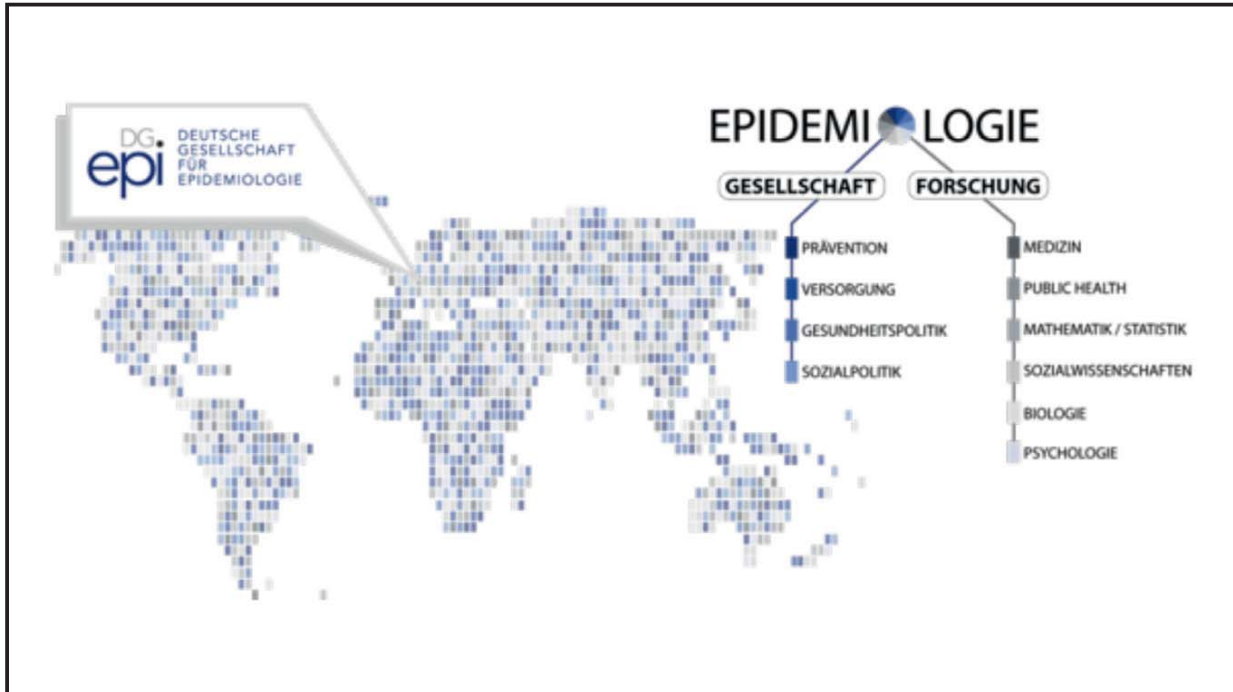 DG.
epi
DEUTSCHE
GESELLSCHAFT
FÜR
EPIDEMIOLOGIE
EPIDEMI LOGIE
GESELLSCHAFT
PRÄVENTION
VERSORGUNG
GESUNDHEITSPOLITIK
SOZIALPOLITIK
FORSCHUNG
MEDIZIN
PUBLIC HEALTH
MATHEMATIK / STATISTIK
SOZIALWISSENSCHAFTEN
BIOLOGIE
PSYCHOLOGIE